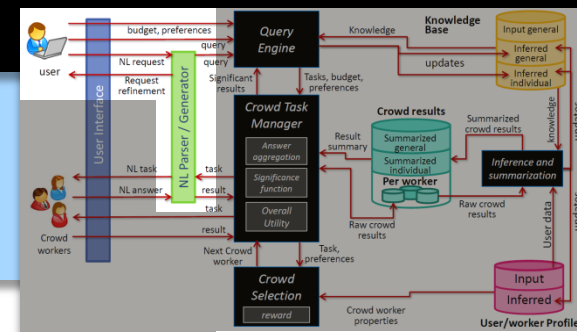 budget, preferences
query
user
NL request
query
Request
refinement
User Interface
NL Parser / Generator
Query
Engine
Knowledge
Knowledge
Base
Input general
Inferred
general
Inferred
individual
updates
Significant
results
Tasks, budget,
preferences
Crowd Task
Manager
Answer
aggregation
Significance
function
Overall
Utility
Result
summary
Crowd results
Summarized
general
Summarized
individual
Per worker
Summarized
crowd results
knowledge
updates
Inference and
summarization
NL task
task
NL answer
result
task
result
Crowd
workers
Raw crowd
results
Raw crowd
results
User data
updates
Next Crowd
worker
Task,
preferences
Crowd
Selection
reward
Crowd worker
properties
Input
Inferred
User/worker Profile